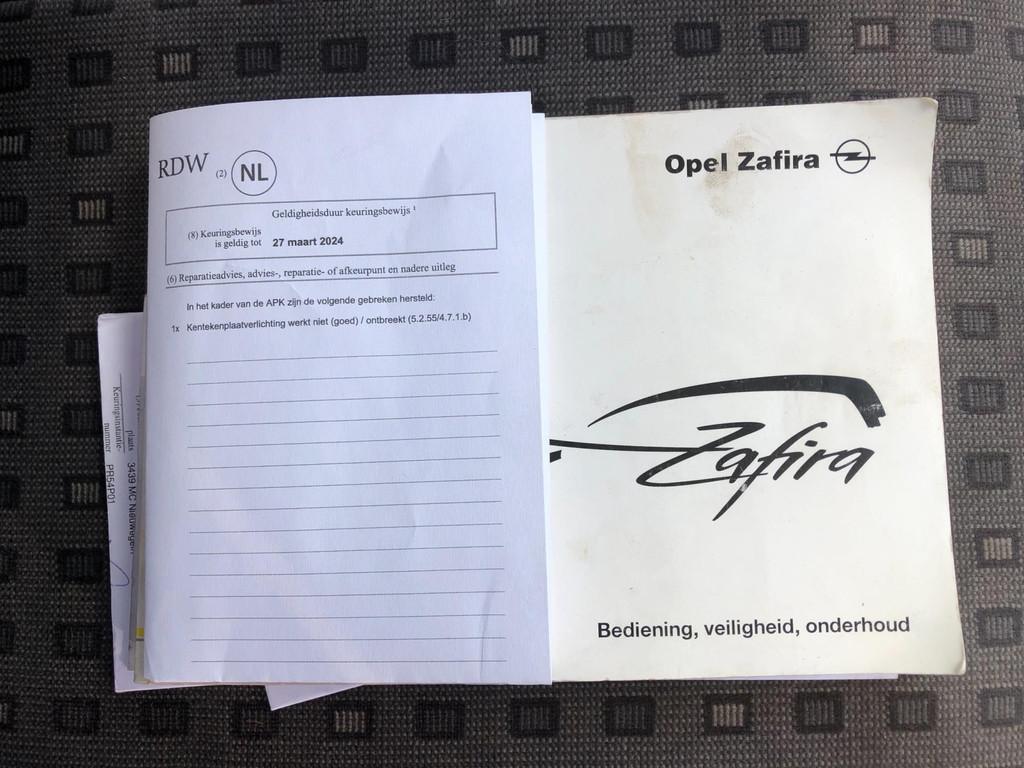 RDW (2) NL
Geldigheidsduur keuringsbewijs ¹
(8) Keuringsbewijs
is geldig tot 27 maart 2024
(6) Reparatieadvies, advies-, reparatie- of afkeurpunt en nadere uitleg
In het kader van de APK zijn de volgende gebreken hersteld:
1x Kentekenplaatverlichting werkt niet (goed) / ontbreekt (5.2.55/4.7.1.b)
plaats 3439 MC Nieuwegein
Keuringsinstantie-
nummer PR54P01
Opel Zafira
Zafira
Bediening, veiligheid, onderhoud